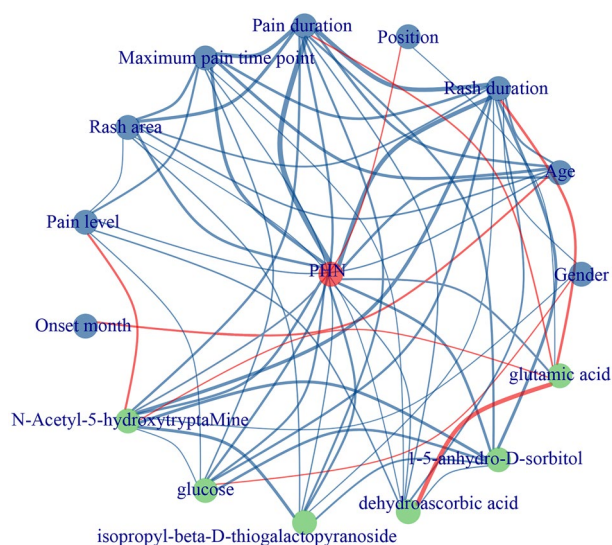 Pain duration
Position
Maximum pain time point
Rash duration
Rash area
Age
Pain level
PHN
Gender
Onset month
glutamic acid
N-Acetyl-5-hydroxytryptaMine
1-5-anhydro-D-sorbitol
glucose
dehydroascorbic acid
isopropyl-beta-D-thiogalactopyranoside